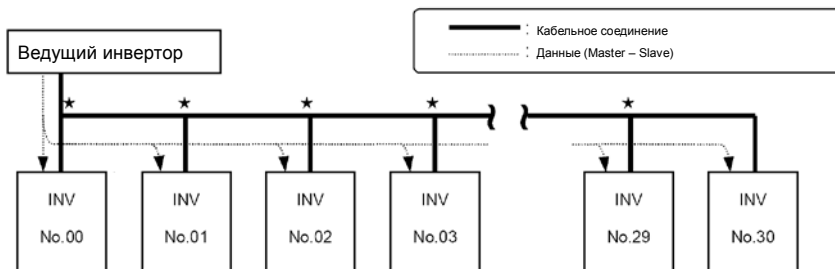 Ведущий инвертор
: Кабельное соединение
: Данные (Master – Slave)
★ ★ ★ ★ ★
INV INV INV INV INV INV
No.00 No.01 No.02 No.03 No.29 No.30